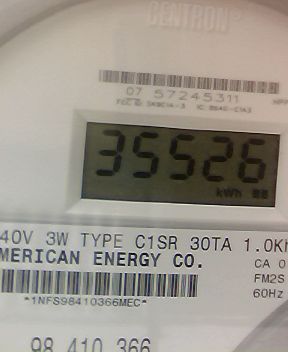 CENTRON®
07 57245311
35526
kWh
40V 3W TYPE C1SR 30TA 1.0Kh
MERICAN ENERGY CO.
CA 0
FM2S
60Hz
*1NFS98410366MEC*
98 410 366